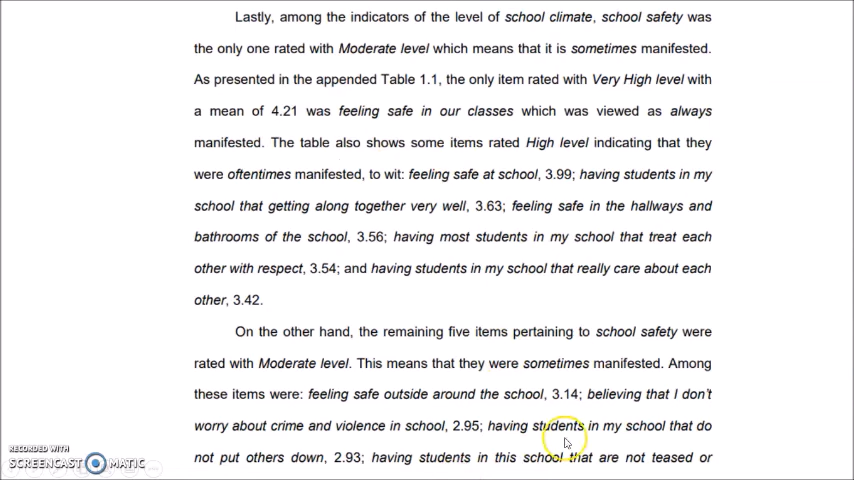 Lastly, among the indicators of the level of school climate, school safety was
the only one rated with Moderate level which means that it is sometimes manifested.
As presented in the appended Table 1.1, the only item rated with Very High level with
a mean of 4.21 was feeling safe in our classes which was viewed as always
manifested. The table also shows some items rated High level indicating that they
were oftentimes manifested, to wit: feeling safe at school, 3.99; having students in my
school that getting along together very well, 3.63; feeling safe in the hallways and
bathrooms of the school, 3.56; having most students in my school that treat each
other with respect, 3.54; and having students in my school that really care about each
other, 3.42.
On the other hand, the remaining five items pertaining to school safety were
rated with Moderate level. This means that they were sometimes manifested. Among
these items were: feeling safe outside around the school, 3.14; believing that I don't
worry about crime and violence in school, 2.95; having students in my school that do
not put others down, 2.93; having students in this school that are not teased or
RECORDED WITH
SCREENCAST MATIC